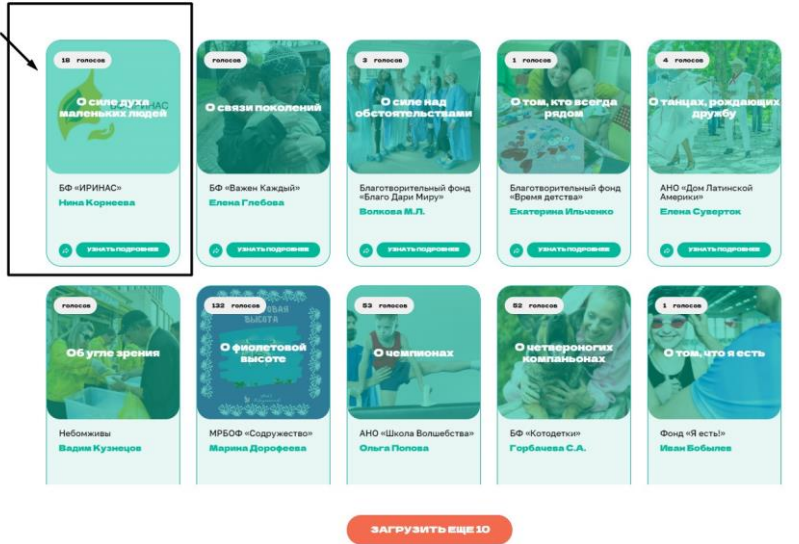 18 голосов
О силе духа
маленьких людей
БФ «ИРИНАС»
Нина Корнеева
УЗНАТЬ ПОДРОБНЕЕ
голосов
О связи поколений
БФ «Важен Каждый»
Елена Глебова
УЗНАТЬ ПОДРОБНЕЕ
3 голосов
О силе над
обстоятельствами
Благотворительный фонд
«Благо Дари Миру»
Волкова М.Л.
УЗНАТЬ ПОДРОБНЕЕ
1 голосов
О том, кто всегда
рядом
Благотворительный фонд
«Время детства»
Екатерина Ильченко
УЗНАТЬ ПОДРОБНЕЕ
4 голосов
О танцах, рождающих
дружбу
АНО «Дом Латинской
Америки»
Елена Суверток
УЗНАТЬ ПОДРОБНЕЕ
голосов
Об угле зрения
Небомживы
Вадим Кузнецов
132 голосов
ВЫСОТА
О фиолетовой
высоте
МРБОФ «Содружество»
Марина Дорофеева
53 голосов
О чемпионах
АНО «Школа Волшебства»
Ольга Попова
52 голосов
О четвероногих
компаньонах
БФ «Котодетки»
Горбачева С.А.
1 голосов
О том, что я есть
Фонд «Я есть!»
Иван Бобылев
ЗАГРУЗИТЬ ЕЩЕ 10